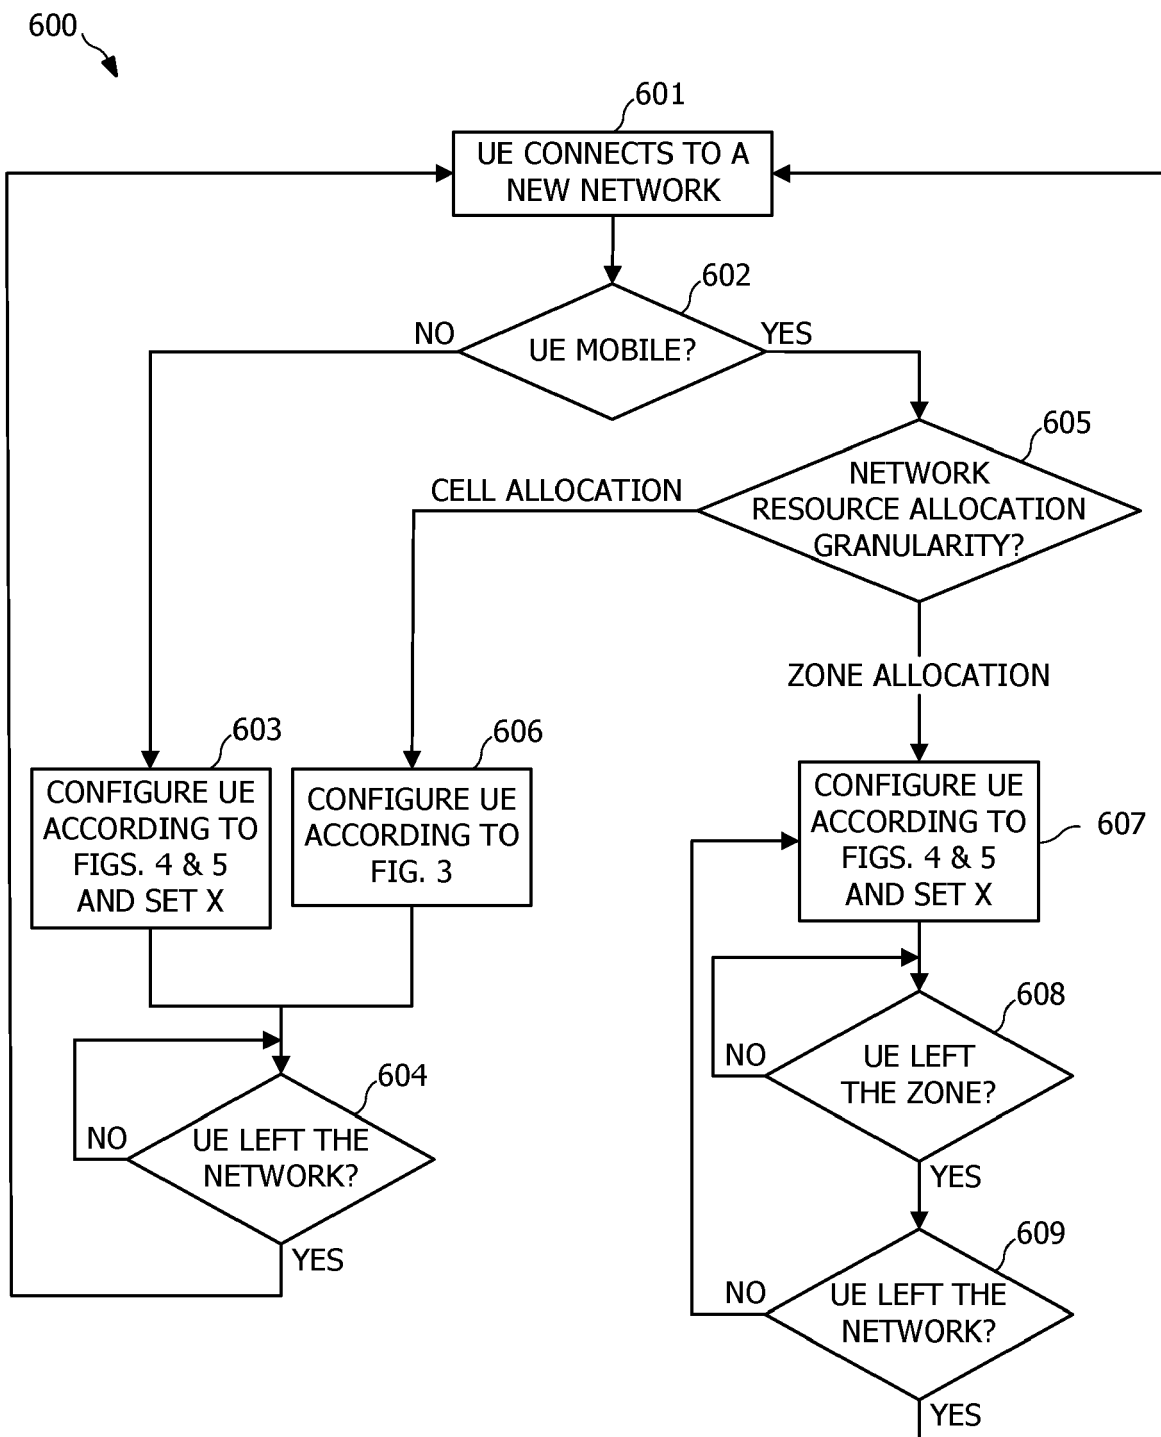 600
601
UE CONNECTS TO A
NEW NETWORK
602
NO
YES
UE MOBILE?
605
NETWORK
RESOURCE ALLOCATION
GRANULARITY?
CELL ALLOCATION
ZONE ALLOCATION
603
CONFIGURE UE
ACCORDING TO
FIGS. 4 & 5
AND SET X
606
CONFIGURE UE
ACCORDING TO
FIG. 3
607
CONFIGURE UE
ACCORDING TO
FIGS. 4 & 5
AND SET X
604
NO
UE LEFT THE
NETWORK?
YES
608
NO
UE LEFT
THE ZONE?
YES
609
NO
UE LEFT THE
NETWORK?
YES